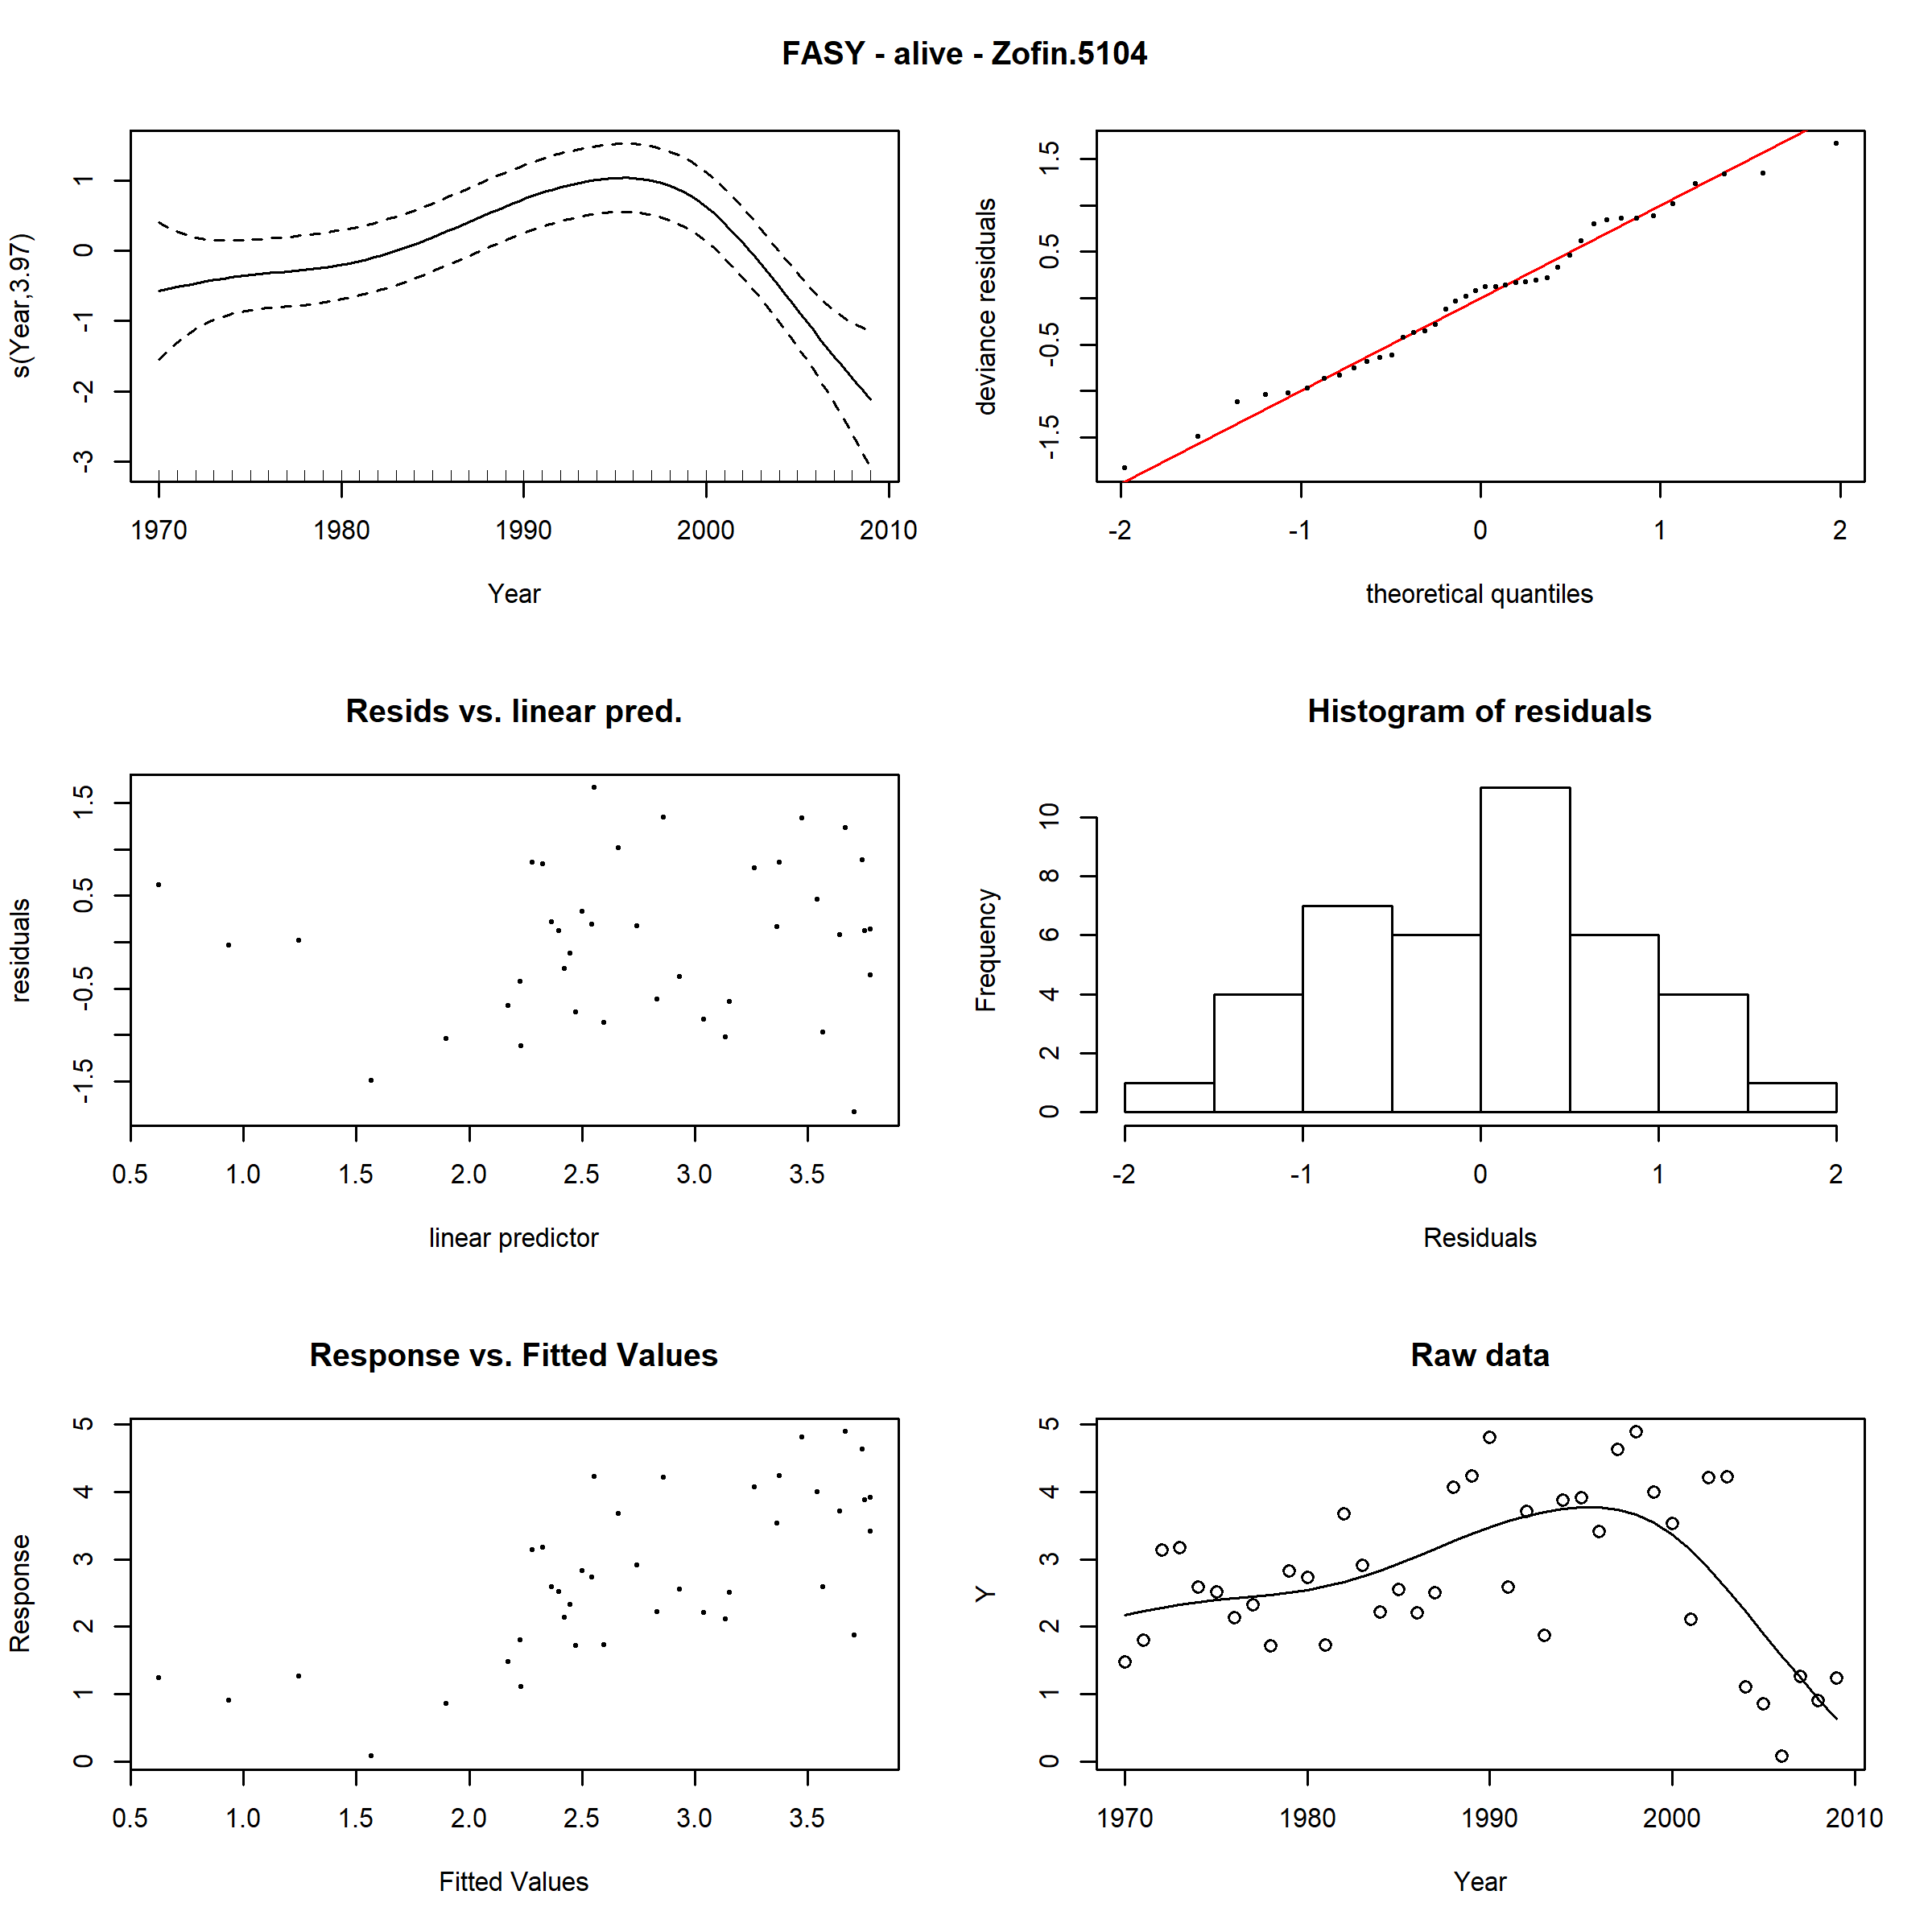 FASY - alive - Zofin.5104
s(Year,3.97)
1
0
-1
-2
-3
1970 1980 1990 2000 2010
Year
deviance residuals
1.5
0.5
-0.5
-1.5
-2 -1 0 1 2
theoretical quantiles
Resids vs. linear pred.
residuals
1.5
0.5
-0.5
-1.5
0.5 1.0 1.5 2.0 2.5 3.0 3.5
linear predictor
Histogram of residuals
Frequency
10
8
6
4
2
0
-2 -1 0 1 2
Residuals
Response vs. Fitted Values
Response
5
4
3
2
1
0
0.5 1.0 1.5 2.0 2.5 3.0 3.5
Fitted Values
Raw data
Y
5
4
3
2
1
0
1970 1980 1990 2000 2010
Year